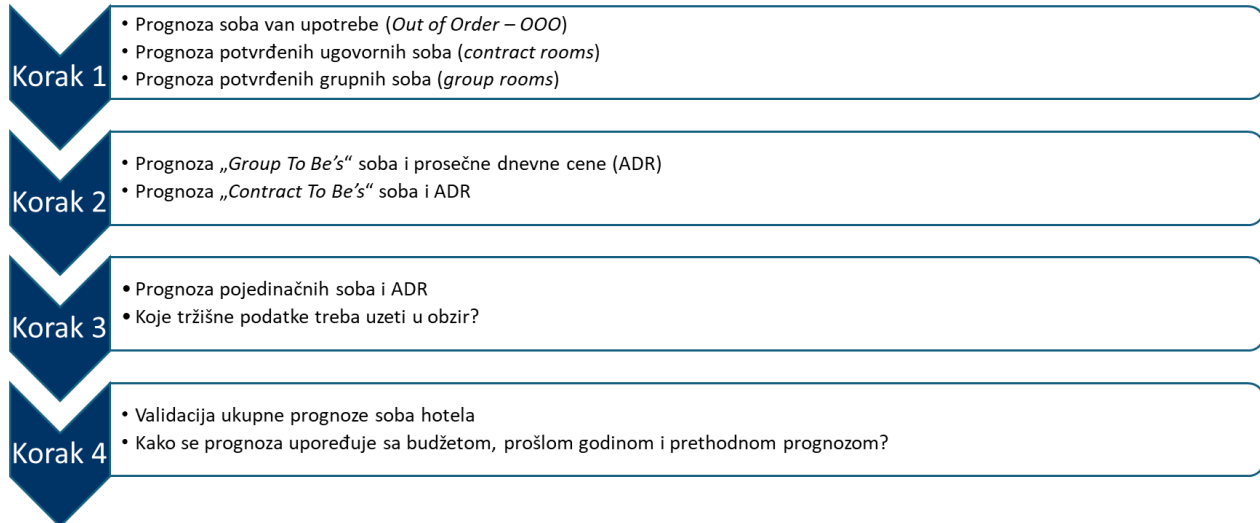 Korak 1
• Prognoza soba van upotrebe (Out of Order – OOO)
• Prognoza potvrđenih ugovornih soba (contract rooms)
• Prognoza potvrđenih grupnih soba (group rooms)
Korak 2
• Prognoza „Group To Be’s“ soba i prosečne dnevne cene (ADR)
• Prognoza „Contract To Be’s“ soba i ADR
Korak 3
• Prognoza pojedinačnih soba i ADR
• Koje tržišne podatke treba uzeti u obzir?
Korak 4
• Validacija ukupne prognoze soba hotela
• Kako se prognoza upoređuje sa budžetom, prošlom godinom i prethodnom prognozom?